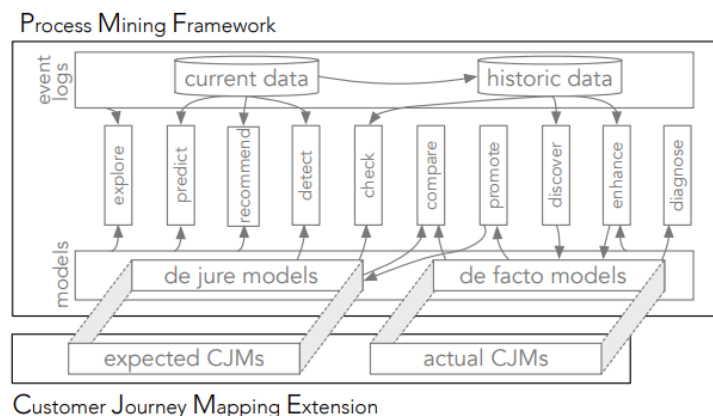 Process Mining Framework
event logs
current data
historic data
explore
predict
recommend
detect
check
compare
promote
discover
enhance
diagnose
models
de jure models
de facto models
expected CJMs
actual CJMs
Customer Journey Mapping Extension